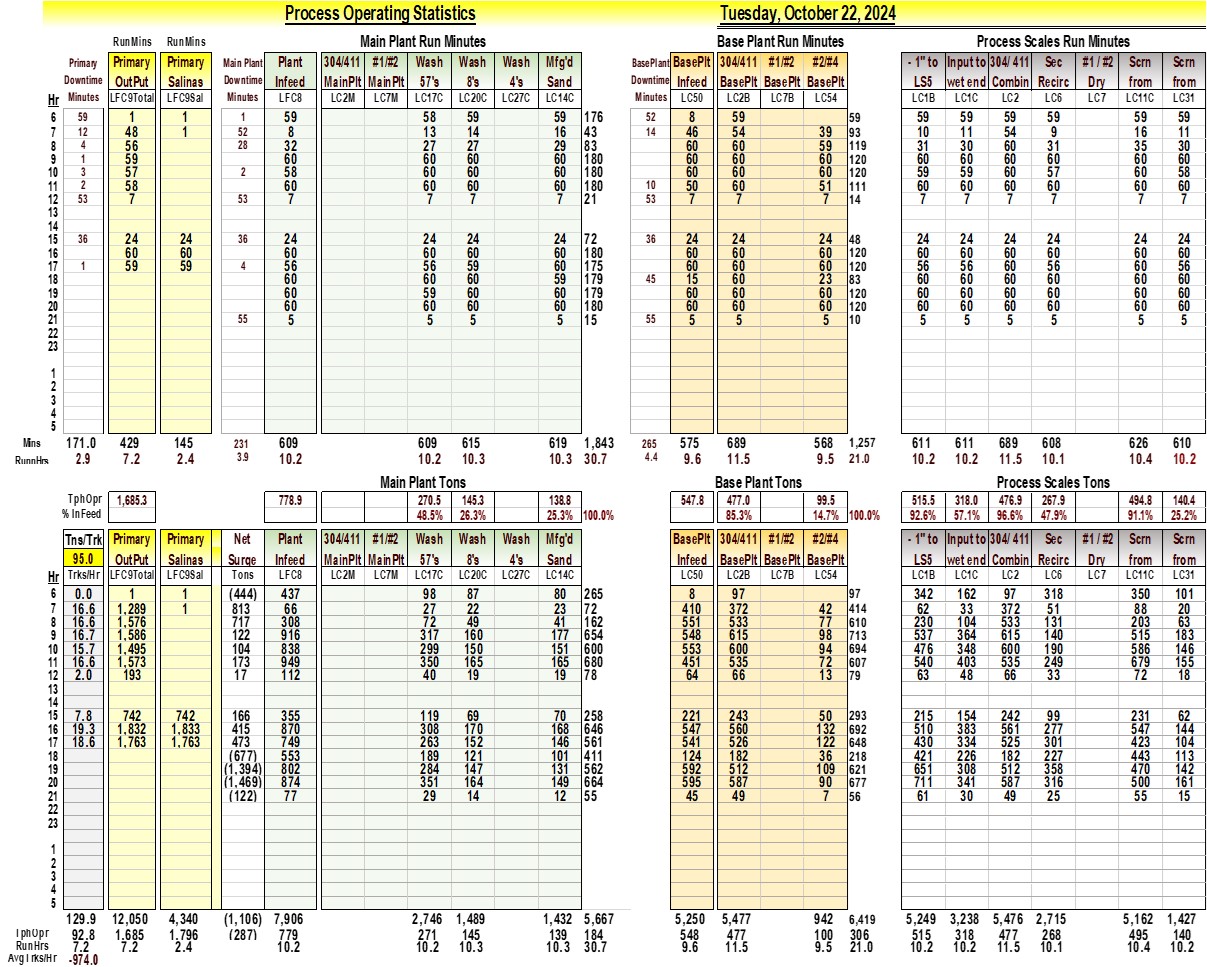 Process Operating Statistics Tuesday, October 22, 2024
RunMins RunMins Main Plant Run Minutes Base Plant Run Minutes Process Scales Run Minutes
Primary Primary Primary Main Plant Plant 304/411 #1/#2 Wash Wash Wash Mfg'd BasePlant BasePlt 304/411 #1/#2 #2/#4 - 1" to Input to 304/ 411 Sec #1 / #2 Scrn Scrn
Downtime OutPut Salinas Downtime Infeed MainPlt MainPlt 57's 8's 4's Sand Downtime Infeed BasePlt BasePlt BasePlt LS5 wet end Combin Recirc Dry from from
Hr Minutes LFC9Total LFC9Sal Minutes LFC8 LC2M LC7M LC17C LC20C LC27C LC14C Minutes LC50 LC2B LC7B LC54 LC1B LC1C LC2 LC6 LC7 LC11C LC31
6 59 1 1 1 59 58 59 59 176 52 8 59 59 59 59 59 59 59 59
7 12 48 1 52 8 13 14 16 43 14 46 54 39 93 10 11 54 9 16 11
8 4 56 28 32 27 27 29 83 60 60 59 119 31 30 60 31 35 30
9 1 59 60 60 60 60 180 60 60 60 120 60 60 60 60 60 60
10 3 57 2 58 60 60 60 180 60 60 60 120 59 59 60 57 60 58
11 2 58 60 60 60 60 180 10 50 60 51 111 60 60 60 60 60 60
12 53 7 53 7 7 7 7 21 53 7 7 7 14 7 7 7 7 7 7
13
14
15 36 24 24 36 24 24 24 24 72 36 24 24 24 48 24 24 24 24 24 24
16 60 60 60 60 60 60 180 60 60 60 120 60 60 60 60 60 60
17 1 59 59 4 56 56 59 60 175 60 60 60 120 56 56 60 56 60 56
18 60 60 60 59 179 45 15 60 23 83 60 60 60 60 60 60
19 60 59 60 60 179 60 60 60 120 60 60 60 60 60 60
20 60 60 60 60 180 60 60 60 120 60 60 60 60 60 60
21 55 5 5 5 5 15 55 5 5 5 10 5 5 5 5 5 5
22
23
1
2
3
4
5
Mins 171.0 429 145 231 609 609 615 619 1,843 265 575 689 568 1,257 611 611 689 608 626 610
RunnHrs 2.9 7.2 2.4 3.9 10.2 10.2 10.3 10.3 30.7 4.4 9.6 11.5 9.5 21.0 10.2 10.2 11.5 10.1 10.4 10.2
Main Plant Tons Base Plant Tons Process Scales Tons
TphOpr 1,685.3 778.9 270.5 145.3 138.8 547.8 477.0 99.5 515.5 318.0 476.9 267.9 494.8 140.4
% InFeed 48.5% 26.3% 25.3% 100.0% 85.3% 14.7% 100.0% 92.6% 57.1% 96.6% 47.9% 91.1% 25.2%
Tns/Trk Primary Primary Net Plant 304/411 #1/#2 Wash Wash Wash Mfg'd BasePlt 304/411 #1/#2 #2/#4 - 1" to Input to 304/ 411 Sec #1 / #2 Scrn Scrn
95.0 OutPut Salinas Surge Infeed MainPlt MainPlt 57's 8's 4's Sand Infeed BasePlt BasePlt BasePlt LS5 wet end Combin Recirc Dry from from
Hr Trks/Hr LFC9Total LFC9Sal Tons LFC8 LC2M LC7M LC17C LC20C LC27C LC14C LC50 LC2B LC7B LC54 LC1B LC1C LC2 LC6 LC7 LC11C LC31
6 0.0 1 1 (444) 437 98 87 80 265 8 97 97 342 162 97 318 350 101
7 16.6 1,289 1 813 66 27 22 23 72 410 372 42 414 62 33 372 51 88 20
8 16.6 1,576 717 308 72 49 41 162 551 533 77 610 230 104 533 131 203 63
9 16.7 1,586 122 916 317 160 177 654 548 615 98 713 537 364 615 140 515 183
10 15.7 1,495 104 838 299 150 151 600 553 600 94 694 476 348 600 190 586 146
11 16.6 1,573 173 949 350 165 165 680 451 535 72 607 540 403 535 249 679 155
12 2.0 193 17 112 40 19 19 78 64 66 13 79 63 48 66 33 72 18
13
14
15 7.8 742 742 166 355 119 69 70 258 221 243 50 293 215 154 242 99 231 62
16 19.3 1,832 1,833 415 870 308 170 168 646 547 560 132 692 510 383 561 277 547 144
17 18.6 1,763 1,763 473 749 263 152 146 561 541 526 122 648 430 334 525 301 423 104
18 (677) 553 189 121 101 411 124 182 36 218 421 226 182 227 443 113
19 (1,394) 802 284 147 131 562 592 512 109 621 651 308 512 358 470 142
20 (1,469) 874 351 164 149 664 595 587 90 677 711 341 587 316 500 161
21 (122) 77 29 14 12 55 45 49 7 56 61 30 49 25 55 15
22
23
1
2
3
4
5
129.9 12,050 4,340 (1,106) 7,906 2,746 1,489 1,432 5,667 5,250 5,477 942 6,419 5,249 3,238 5,476 2,715 5,162 1,427
TphOpr 92.8 1,685 1,796 (287) 779 271 145 139 184 548 477 100 306 515 318 477 268 495 140
RunHrs 7.2 7.2 2.4 10.2 10.2 10.3 10.3 30.7 9.6 11.5 9.5 21.0 10.2 10.2 11.5 10.1 10.4 10.2
AvgTrks/Hr -974.0